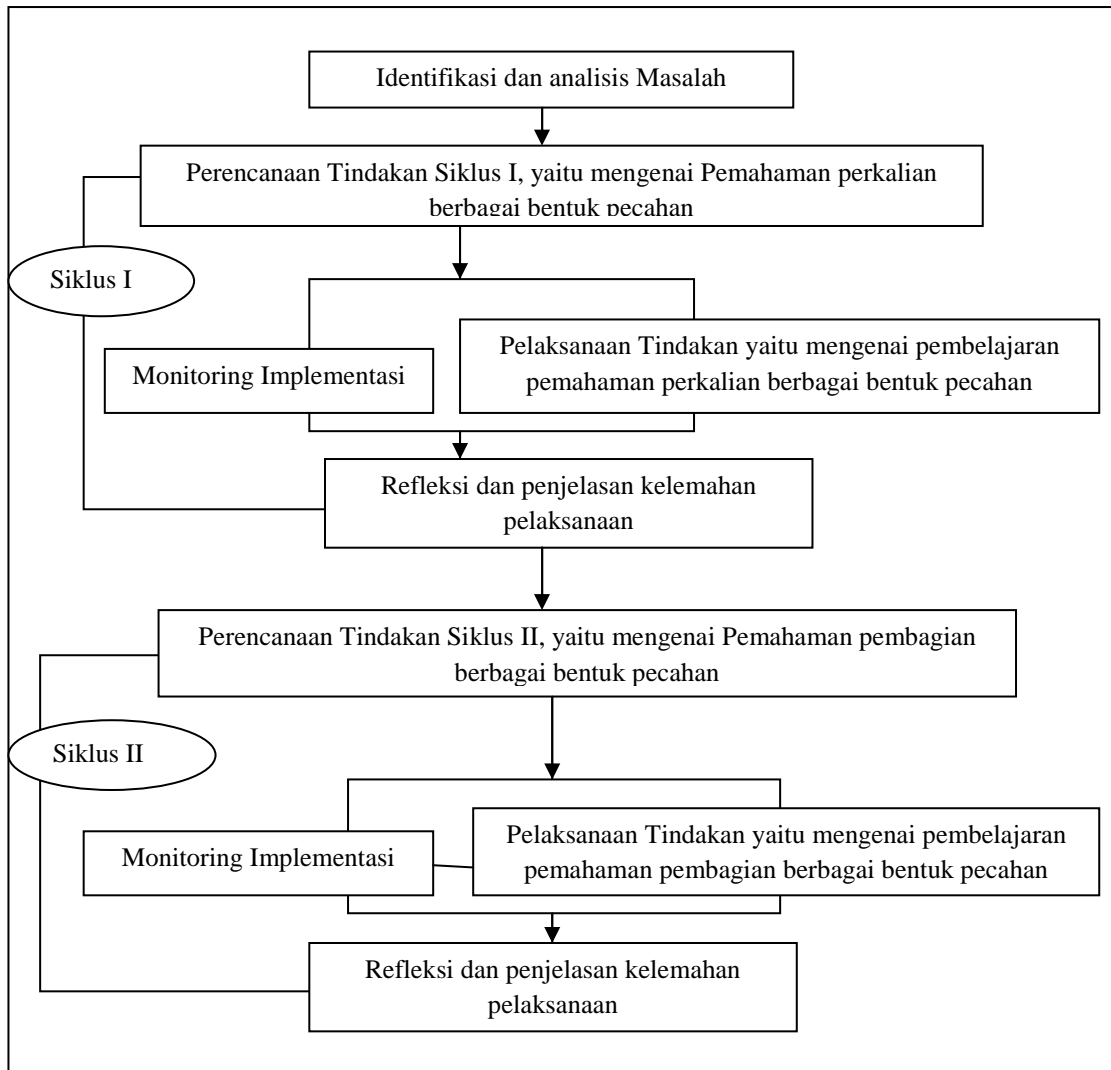 Identifikasi dan analisis Masalah
Perencanaan Tindakan Siklus I, yaitu mengenai Pemahaman perkalian
berbagai bentuk pecahan
Siklus I
Monitoring Implementasi
Pelaksanaan Tindakan yaitu mengenai pembelajaran
pemahaman perkalian berbagai bentuk pecahan
Refleksi dan penjelasan kelemahan
pelaksanaan
Perencanaan Tindakan Siklus II, yaitu mengenai Pemahaman pembagian
berbagai bentuk pecahan
Siklus II
Monitoring Implementasi
Pelaksanaan Tindakan yaitu mengenai pembelajaran
pemahaman pembagian berbagai bentuk pecahan
Refleksi dan penjelasan kelemahan
pelaksanaan